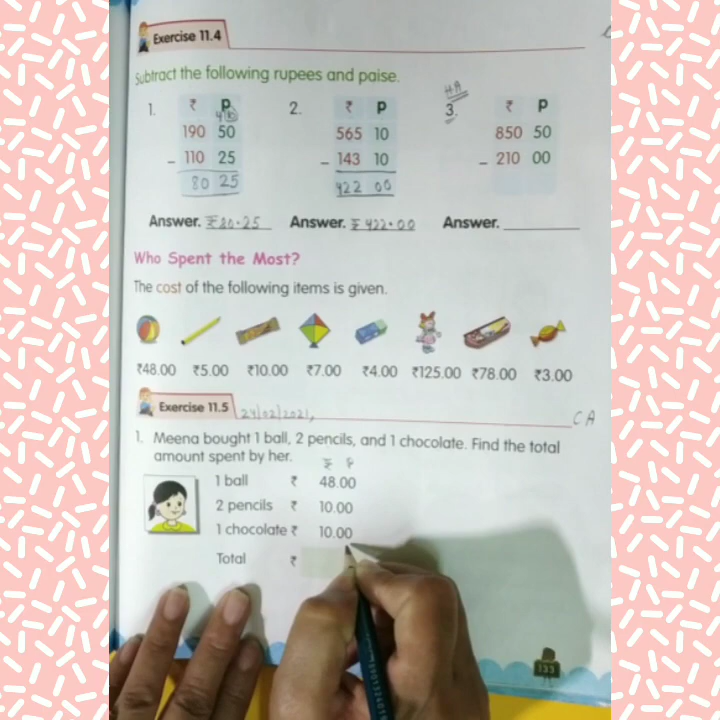 Exercise 11.4
Subtract the following rupees and paise.
HA
1. ₹ P 2. ₹ P 3. ₹ P
4 10
190 50 565 10 850 50
– 110 25 – 143 10 – 210 00
80 25 422 00
Answer. ₹80.25 Answer. ₹422.00 Answer.
Who Spent the Most?
The cost of the following items is given.
₹48.00 ₹5.00 ₹10.00 ₹7.00 ₹4.00 ₹125.00 ₹78.00 ₹3.00
Exercise 11.5 24/02/2021, CA
1. Meena bought 1 ball, 2 pencils, and 1 chocolate. Find the total
amount spent by her.
₹ P
1 ball ₹ 48.00
2 pencils ₹ 10.00
1 chocolate ₹ 10.00
Total ₹